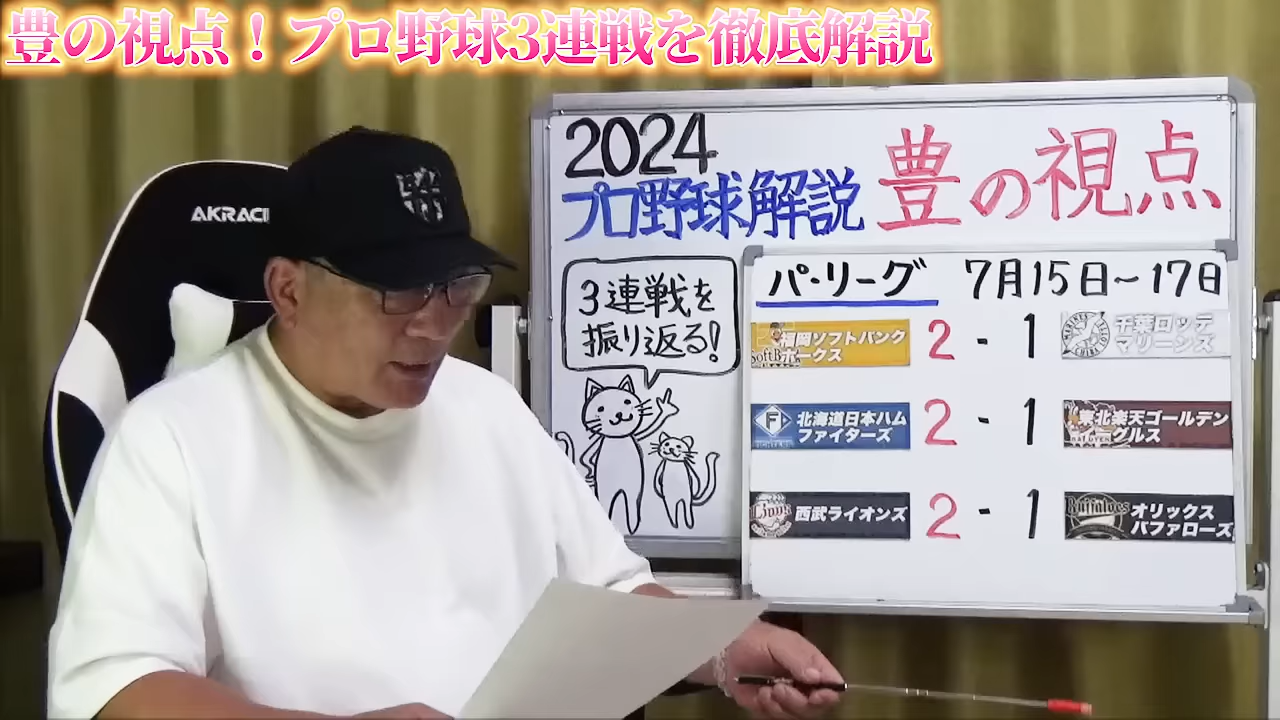 豊の視点！プロ野球3連戦を徹底解説
AKRACI
2024
プロ野球解説 豊の視点
3連戦を
振り返る!
パ・リーグ 7月15日～17日
福岡ソフトバンク
ホークス
2 - 1
千葉ロッテ
マリーンズ
北海道日本ハム
ファイターズ
FIGHTERS
2 - 1
東北楽天ゴールデン
グルス
西武ライオンズ
Lions
2 - 1
Buffaloes
オリックス
バファローズ